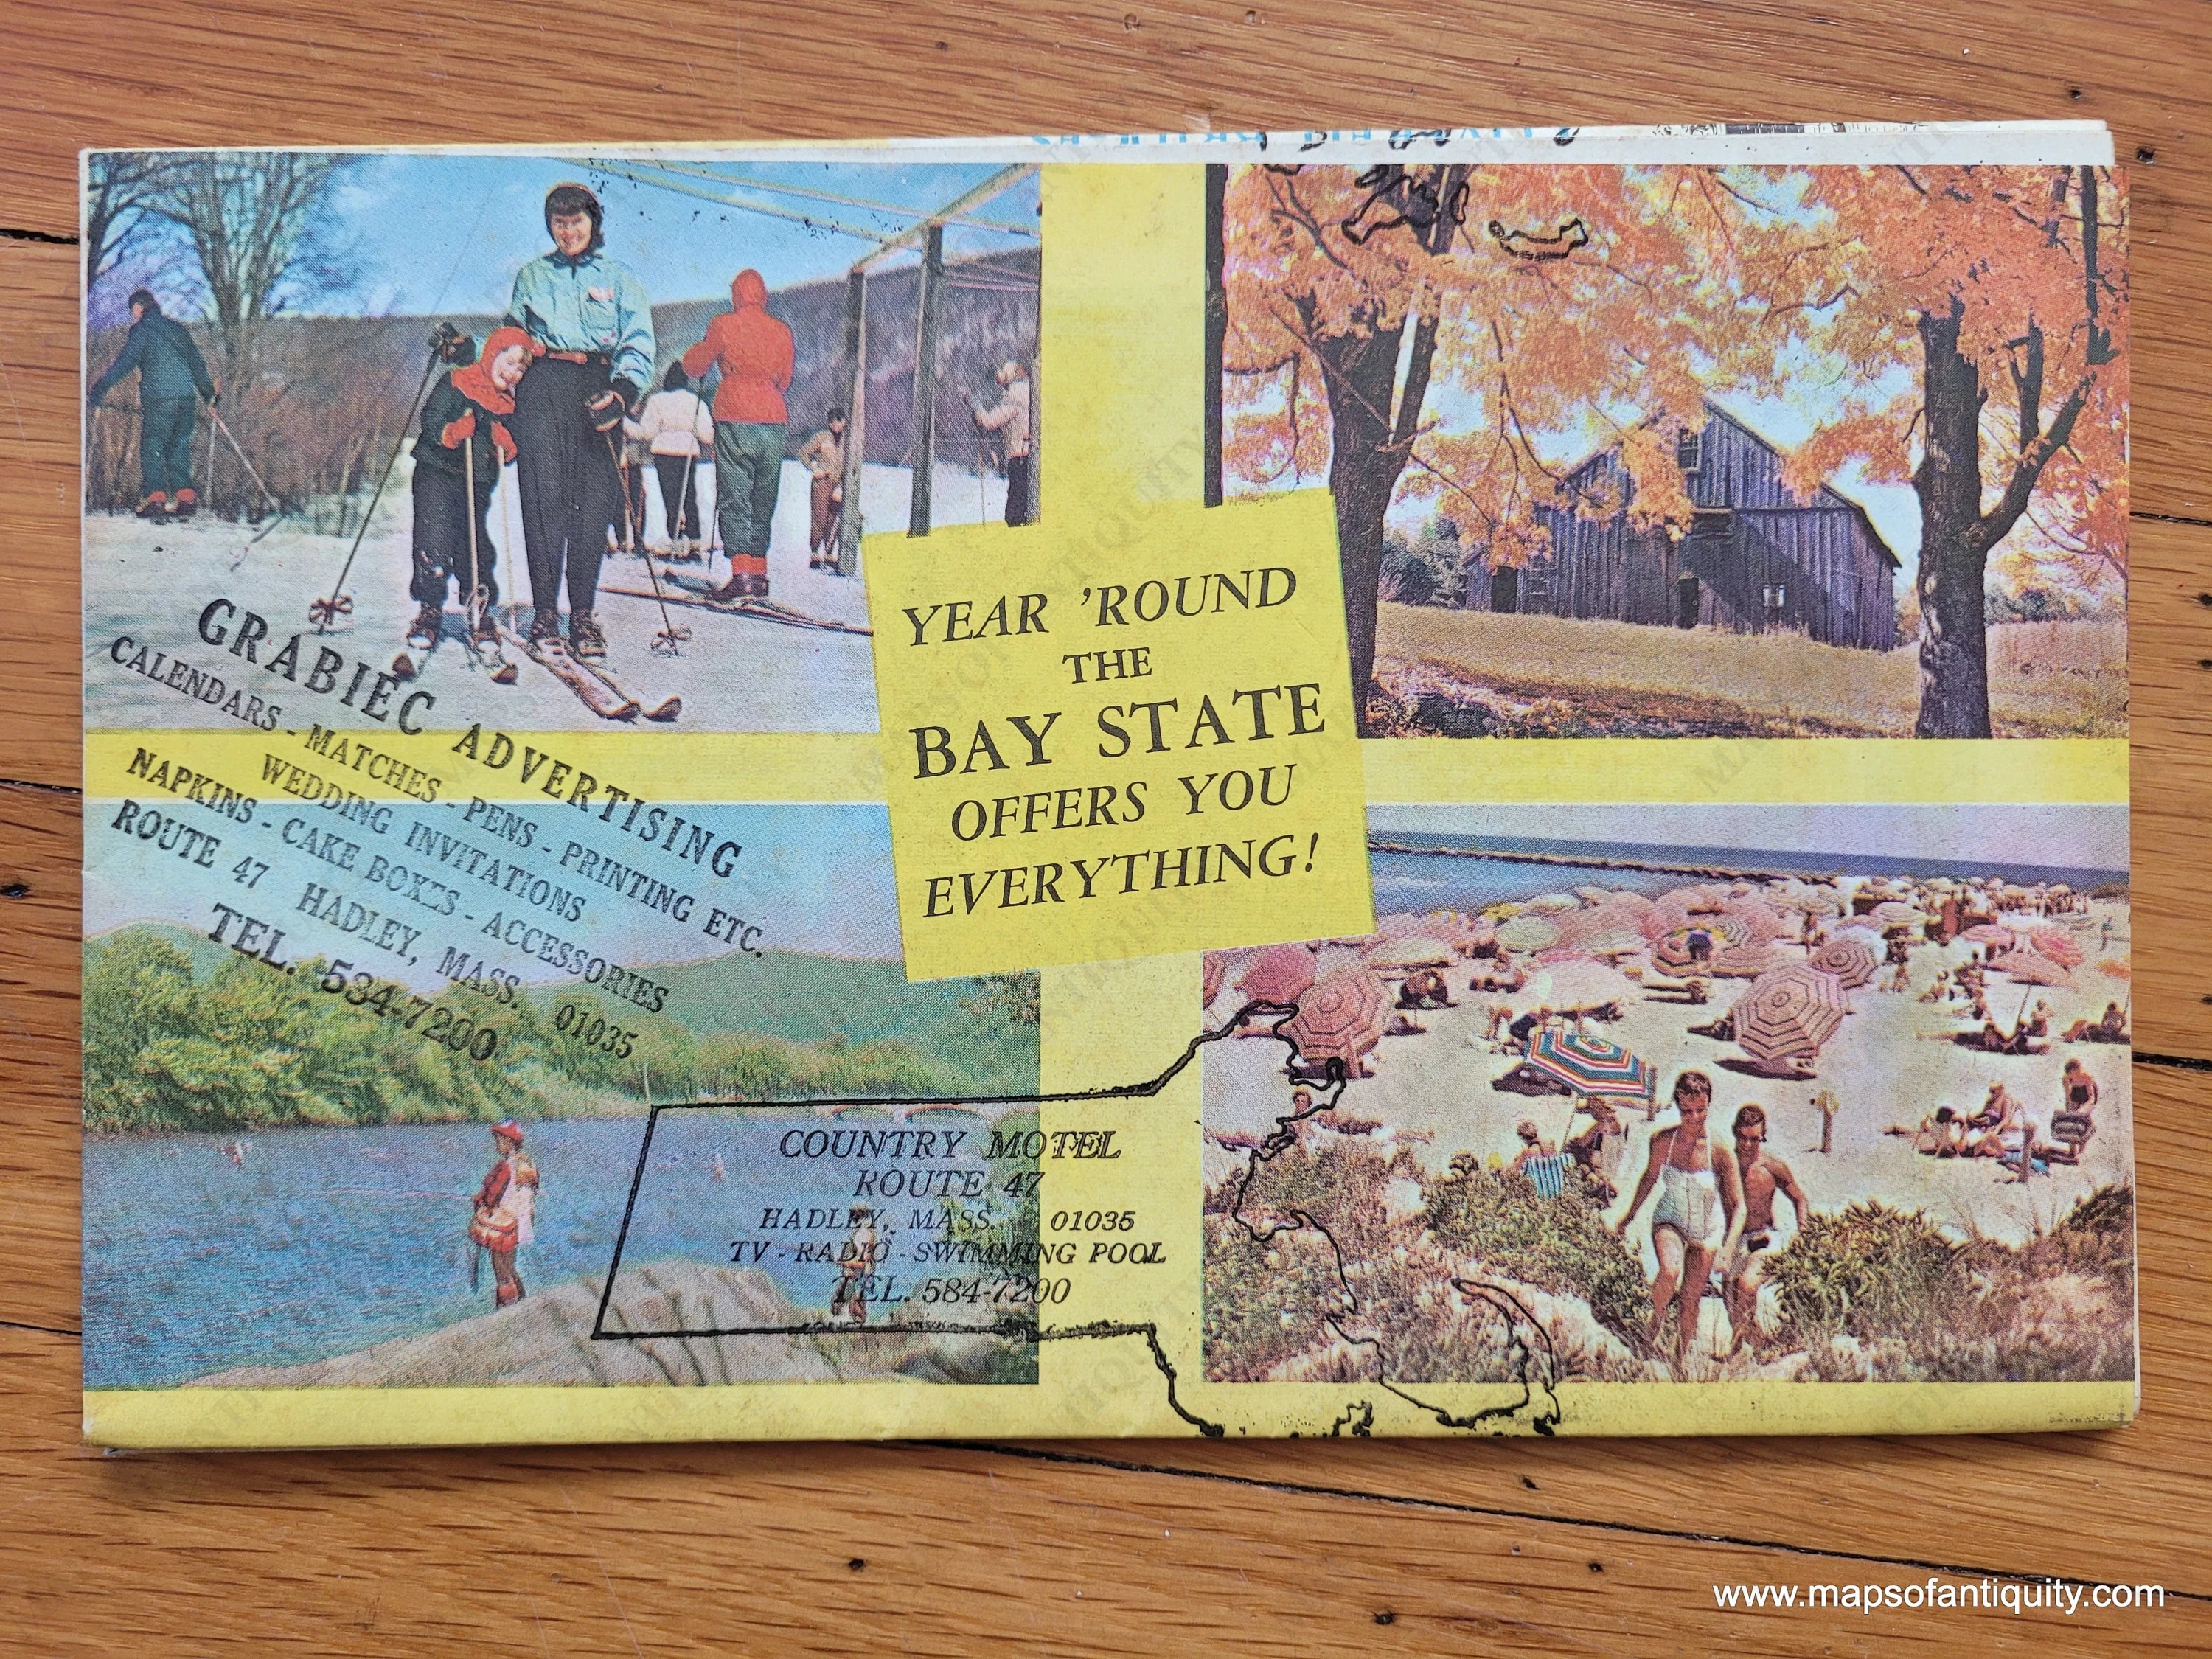 YEAR 'ROUND
THE
BAY STATE
OFFERS YOU
EVERYTHING!
GRABIEC ADVERTISING
CALENDARS - MATCHES - PENS - PRINTING ETC.
WEDDING INVITATIONS
NAPKINS - CAKE BOXES - ACCESSORIES
ROUTE 47 HADLEY, MASS. 01035
TEL. 534-7200
COUNTRY MOTEL
ROUTE 47
HADLEY, MASS. 01035
TV - RADIO - SWIMMING POOL
TEL. 584-7200
www.mapsofantiquity.com